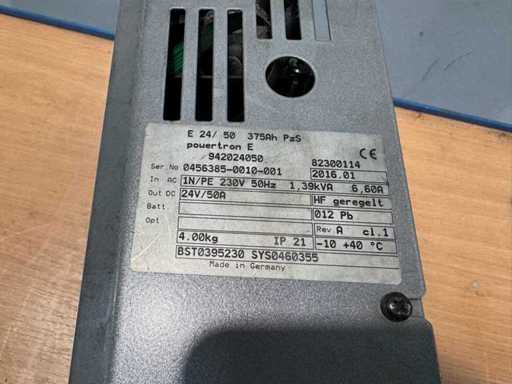 E 24/ 50 375Ah PzS
powertron E
942024050 82300114 CE
Ser No 0456385-0010-001 2016.01
In AC 1N/PE 230V 50Hz 1,39kVA 6,60A
Out DC 24V/50A HF geregelt
Batt 012 Pb
Opt Rev A cl.1
4.00kg IP 21 -10 +40 °C
BST0395230 SYS0460355
Made in Germany